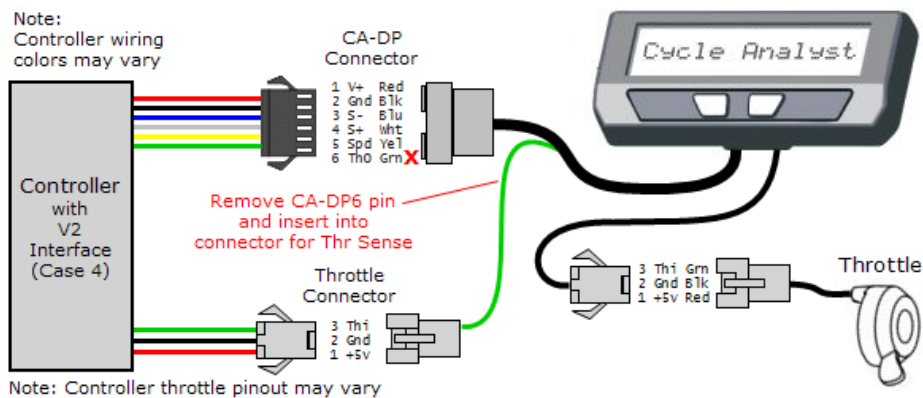 Note:
Controller wiring
colors may vary
CA-DP
Connector
1 V+ Red
2 Gnd Blk
3 S- Blu
4 S+ Wht
5 Spd Yel
6 ThO Grn X
Cycle Analyst
Controller
with
V2
Interface
(Case 4)
Remove CA-DP6 pin
and insert into
connector for Thr Sense
Throttle
Connector
3 Thi
2 Gnd
1 +5v
3 Thi Grn
2 Gnd Blk
1 +5v Red
Throttle
Note: Controller throttle pinout may vary